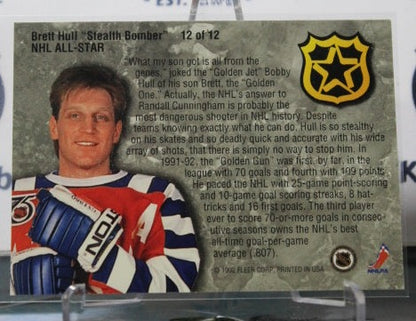 Brett Hull "Stealth Bomber" 12 of 12
NHL ALL-STAR
"What my son got is all from the
genes," joked the "Golden Jet" Bobby
Hull of his son Brett, the "Golden
One." Actually, the NHL's answer to
Randall Cunningham is probably the
most dangerous shooter in NHL history. Despite
teams knowing exactly what he can do, Hull is so stealthy
on his skates and so deadly quick and accurate with his wide
array of shots, that there is simply no way to stop him. In
1991-92, the "Golden Gun" was first, by far, in the
league with 70 goals and fourth with 109 points.
He paced the NHL with 25-game point-scoring
and 10-game goal scoring streaks, 8 hat-
tricks and 16 first goals. The third player
ever to score 70-or-more goals in consec-
utive seasons owns the NHL's best
all-time goal-per-game
average (.607).
© 1992 FLEER CORP. PRINTED IN USA
NHL
NHLPA
TON
A